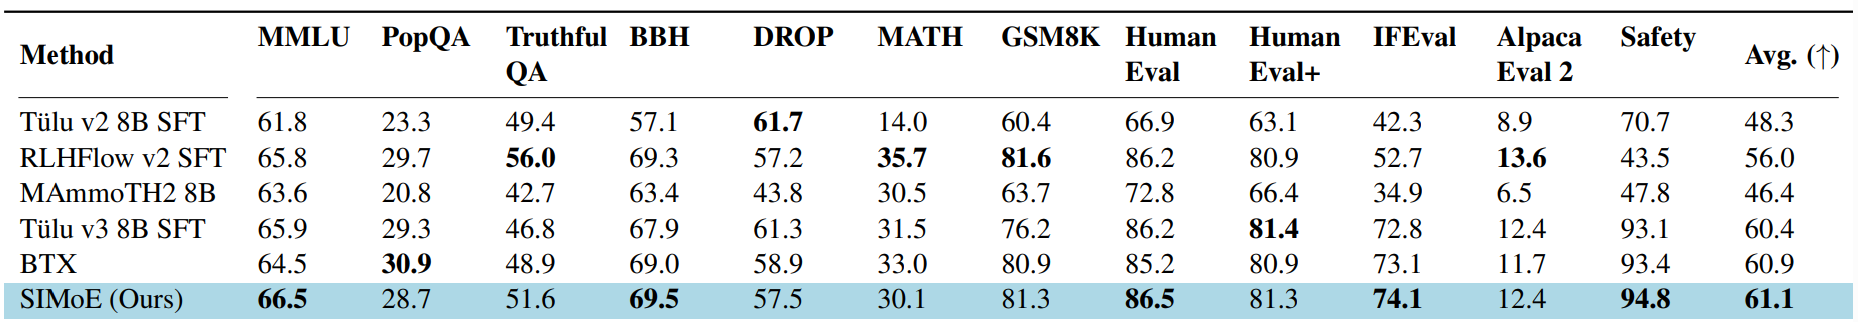 Method MMLU PopQA Truthful QA BBH DROP MATH GSM8K Human Eval Human Eval+ IFEval Alpaca Eval 2 Safety Avg. (↑)
Tülu v2 8B SFT 61.8 23.3 49.4 57.1 61.7 14.0 60.4 66.9 63.1 42.3 8.9 70.7 48.3
RLHFlow v2 SFT 65.8 29.7 56.0 69.3 57.2 35.7 81.6 86.2 80.9 52.7 13.6 43.5 56.0
MAmmoTH2 8B 63.6 20.8 42.7 63.4 43.8 30.5 63.7 72.8 66.4 34.9 6.5 47.8 46.4
Tülu v3 8B SFT 65.9 29.3 46.8 67.9 61.3 31.5 76.2 86.2 81.4 72.8 12.4 93.1 60.4
BTX 64.5 30.9 48.9 69.0 58.9 33.0 80.9 85.2 80.9 73.1 11.7 93.4 60.9
SIMoE (Ours) 66.5 28.7 51.6 69.5 57.5 30.1 81.3 86.5 81.3 74.1 12.4 94.8 61.1